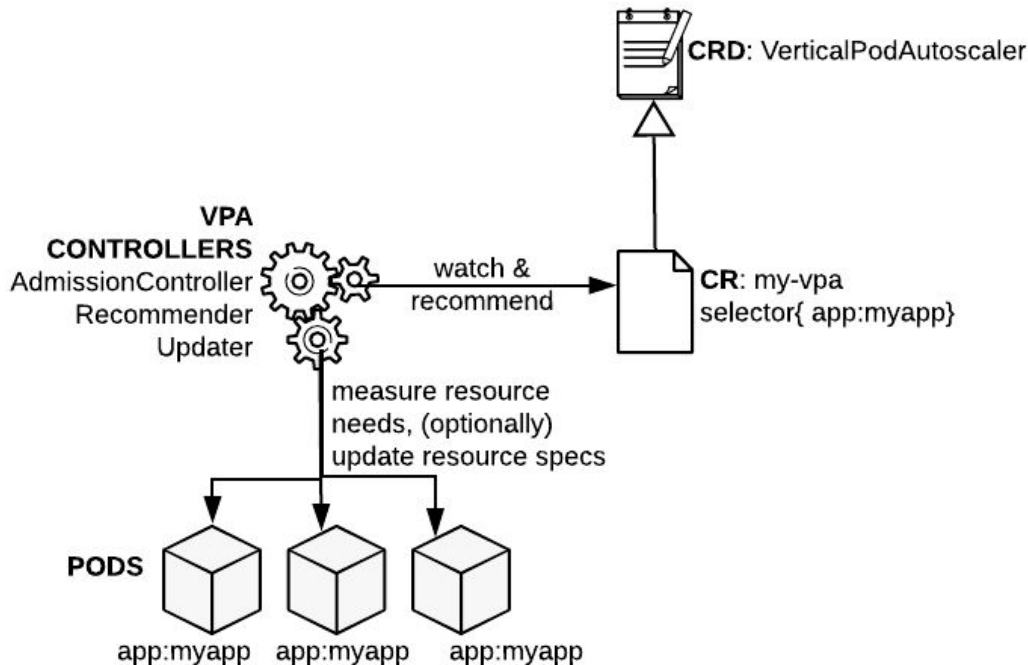 CRD: VerticalPodAutoscaler
VPA
CONTROLLERS
AdmissionController
Recommender
Updater
watch &
recommend
CR: my-vpa
selector{ app:myapp}
measure resource
needs, (optionally)
update resource specs
PODS
app:myapp app:myapp app:myapp